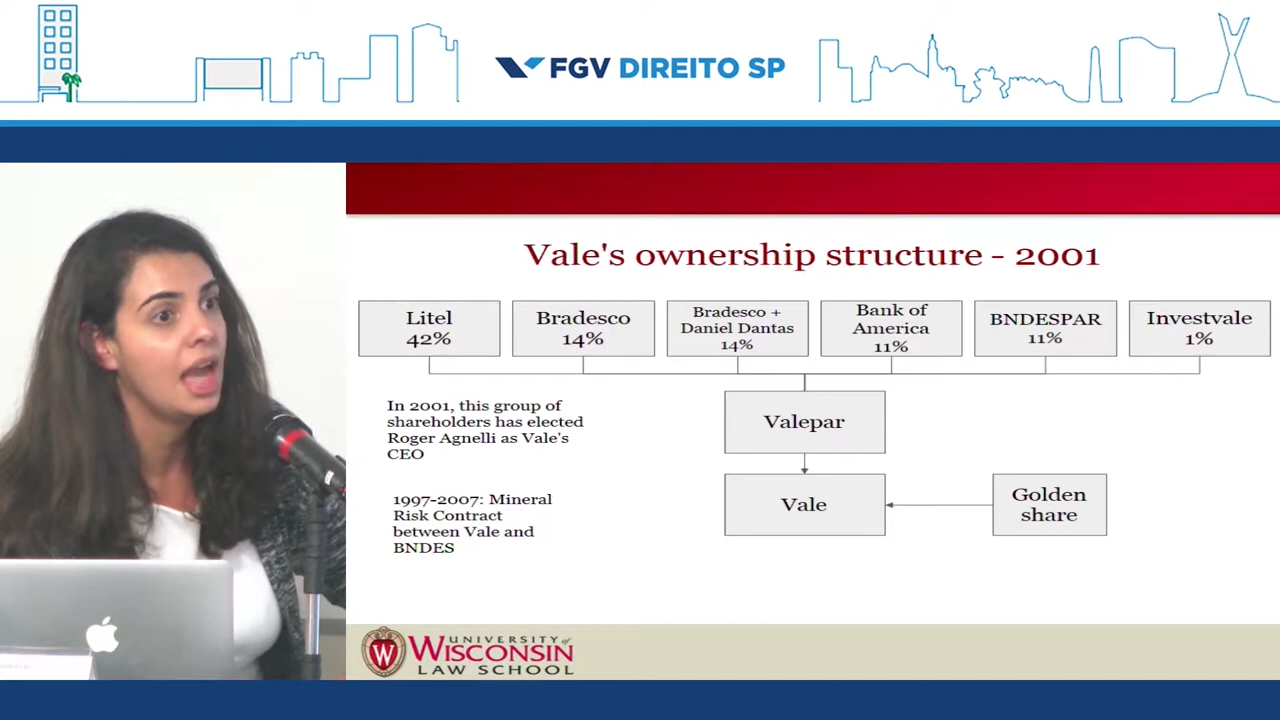 FGV DIREITO SP
Vale's ownership structure - 2001
Litel
42%
Bradesco
14%
Bradesco +
Daniel Dantas
14%
Bank of
America
11%
BNDESPAR
11%
Investvale
1%
In 2001, this group of
shareholders has elected
Roger Agnelli as Vale's
CEO
Valepar
1997-2007: Mineral
Risk Contract
between Vale and
BNDES
Vale
Golden
share
UNIVERSITY of
WISCONSIN
LAW SCHOOL